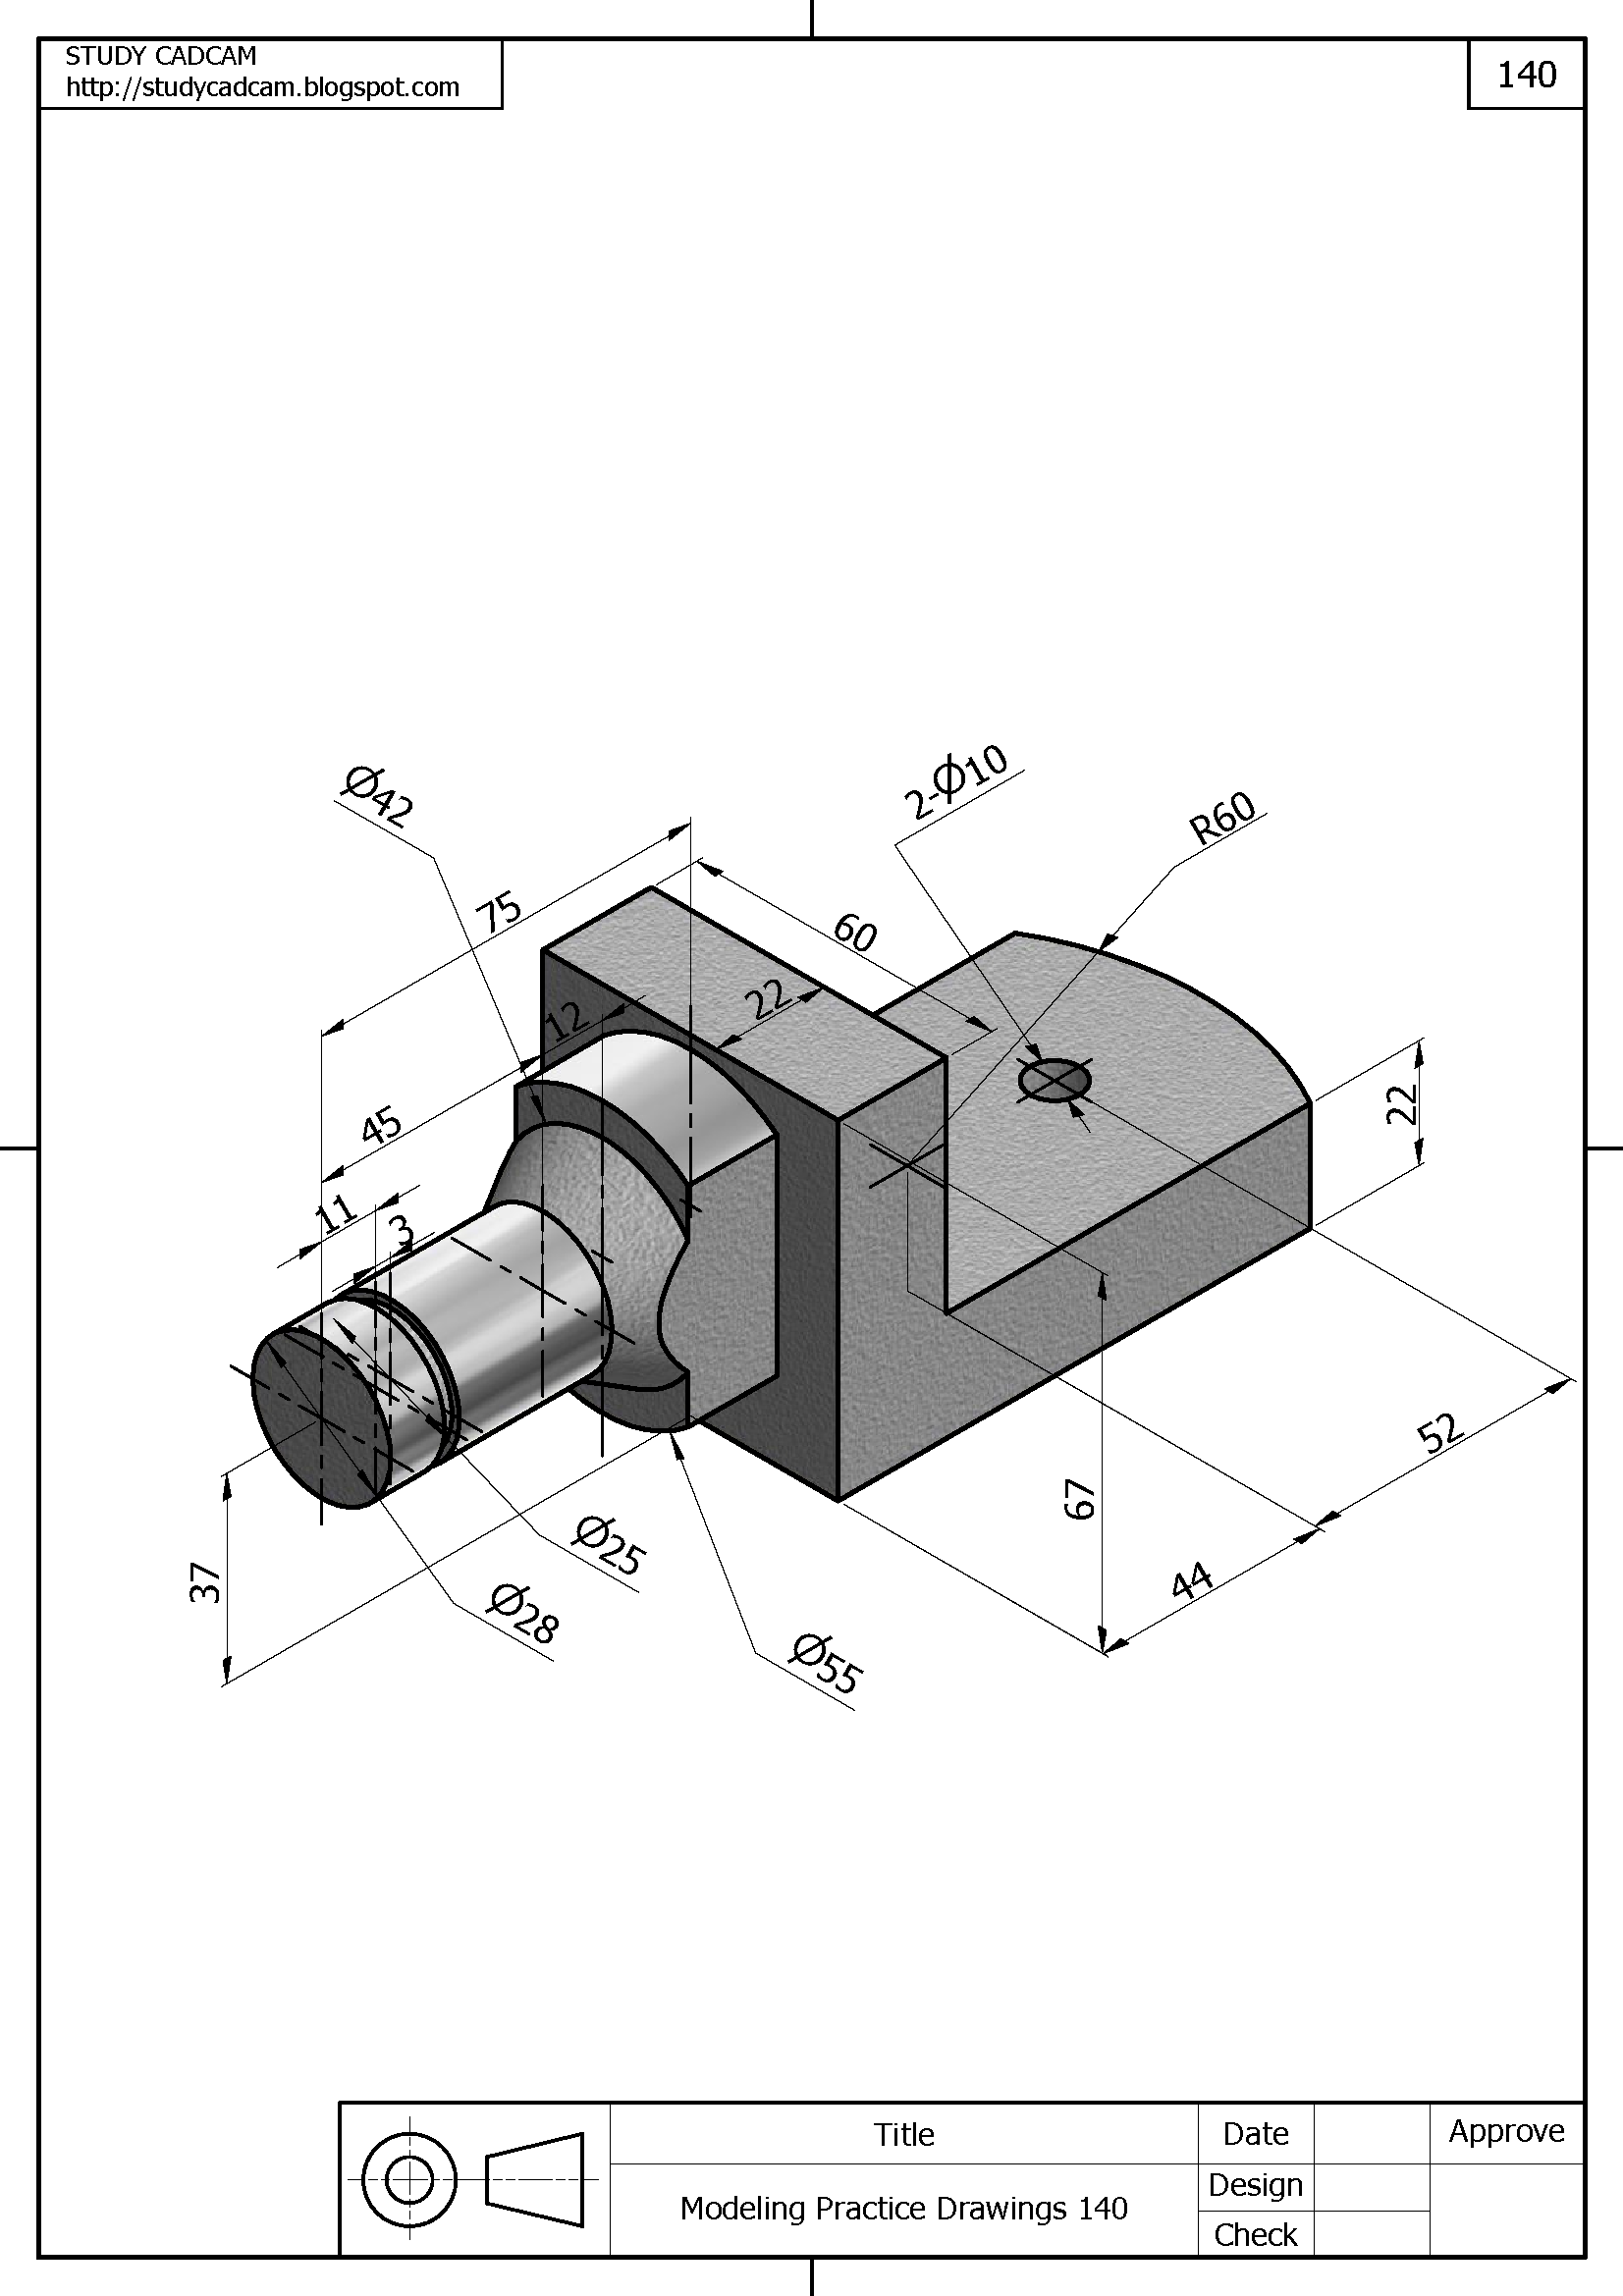 STUDY CADCAM
http://studycadcam.blogspot.com
140
2-Ø10
Ø42
R60
75
60
22
12
45
22
11
3
52
67
37
Ø25
44
Ø28
Ø55
Title
Date
Approve
Modeling Practice Drawings 140
Design
Check